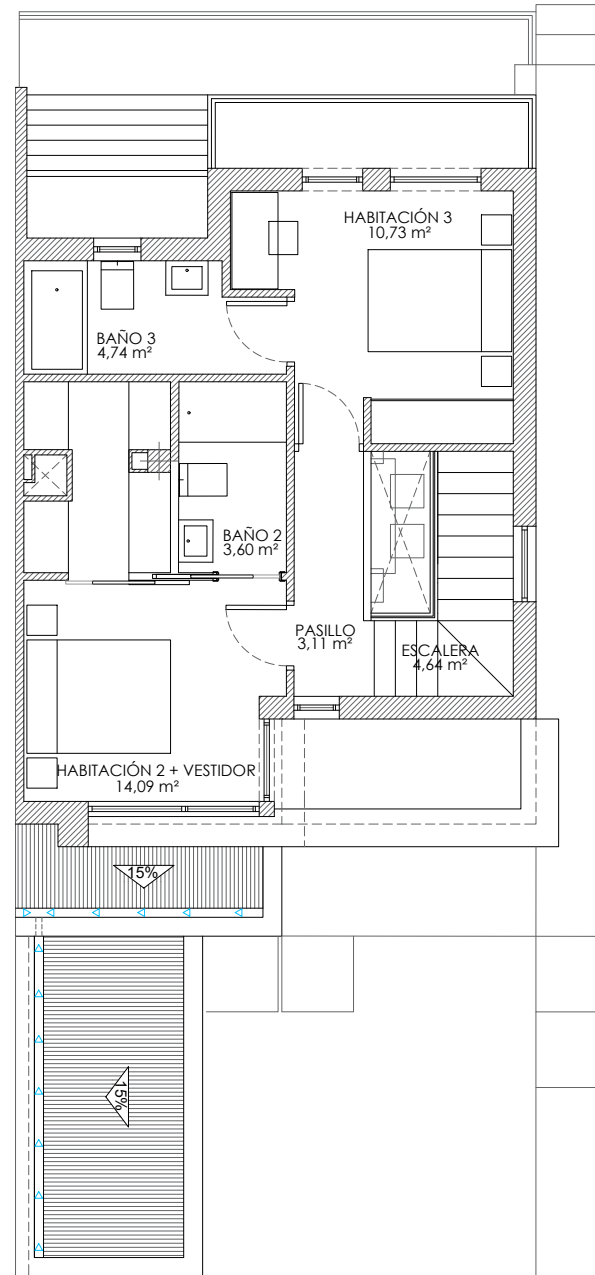 HABITACIÓN 3
10,73 m²
BAÑO 3
4,74 m²
BAÑO 2
3,60 m²
PASILLO
3,11 m²
ESCALERA
4,64 m²
HABITACIÓN 2 + VESTIDOR
14,09 m²
15%
15%